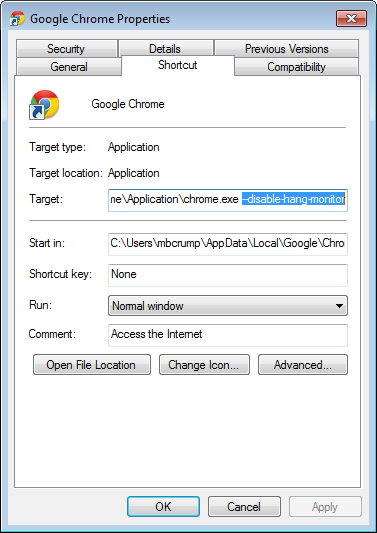 Google Chrome Properties
Security Details Previous Versions
General Shortcut Compatibility
Google Chrome
Target type: Application
Target location: Application
Target: ne\Application\chrome.exe --disable-hang-monitor
Start in: C:\Users\mbcrump\AppData\Local\Google\Chro
Shortcut key: None
Run: Normal window
Comment: Access the Internet
Open File Location Change Icon... Advanced...
OK Cancel Apply